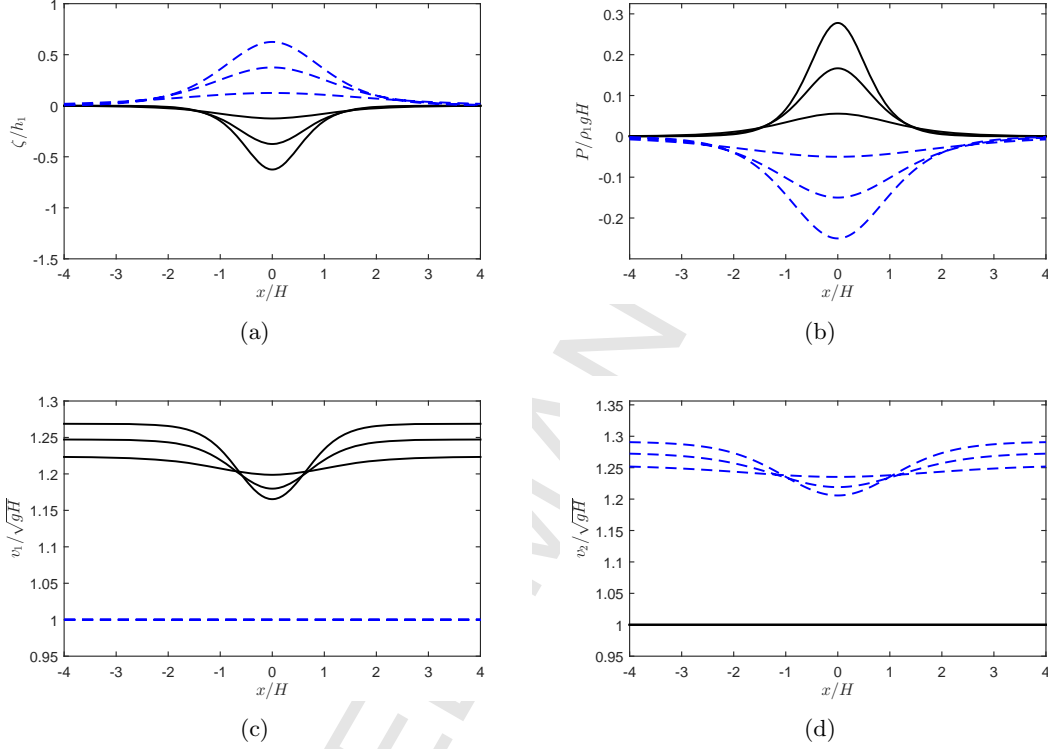 1
0.5
0
-0.5
-1
-1.5
ζ/h₁
-4 -3 -2 -1 0 1 2 3 4
x/H
(a)
0.3
0.2
0.1
0
-0.1
-0.2
P/ρ₁gH
-4 -3 -2 -1 0 1 2 3 4
x/H
(b)
1.3
1.25
1.2
1.15
1.1
1.05
1
0.95
v₁/√gH
-4 -3 -2 -1 0 1 2 3 4
x/H
(c)
1.35
1.3
1.25
1.2
1.15
1.1
1.05
1
0.95
v₂/√gH
-4 -3 -2 -1 0 1 2 3 4
x/H
(d)